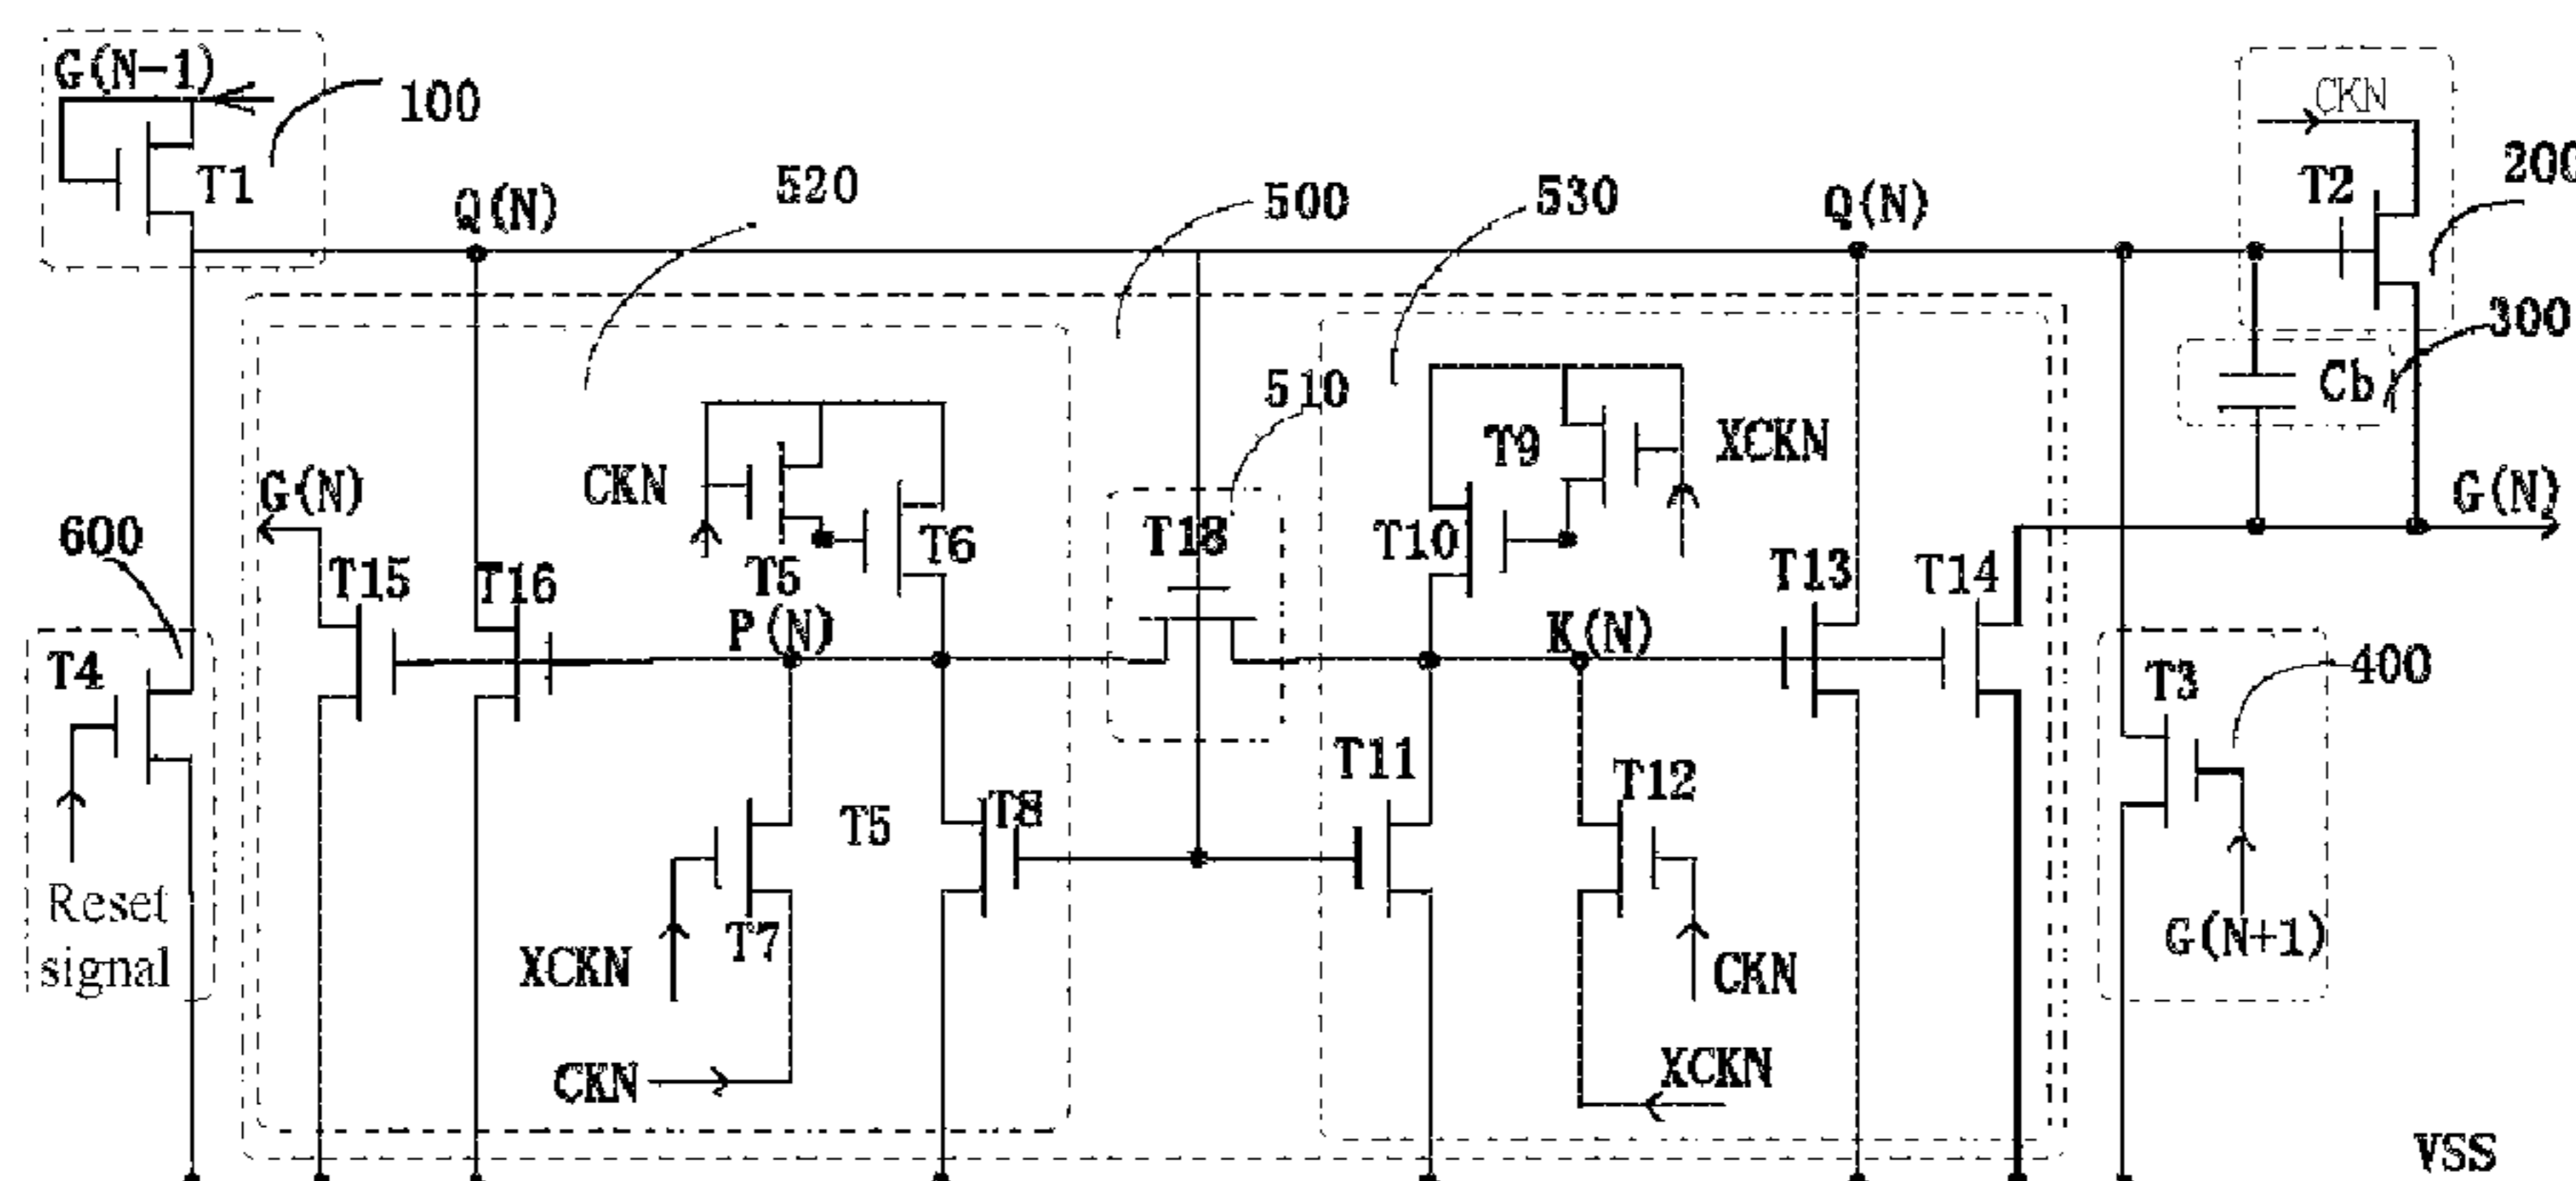 G(N-1)
100
T1
Q(N)
520
500
530
Q(N)
CKN
T2
200
300
Cb
510
CKN
T5
T6
T9
XCKN
T10
G(N)
G(N)
600
T15
T16
P(N)
T18
K(N)
T13
T14
T4
T3
400
T11
T12
T5
T8
T7
Reset
signal
XCKN
CKN
G(N+1)
CKN
XCKN
VSS